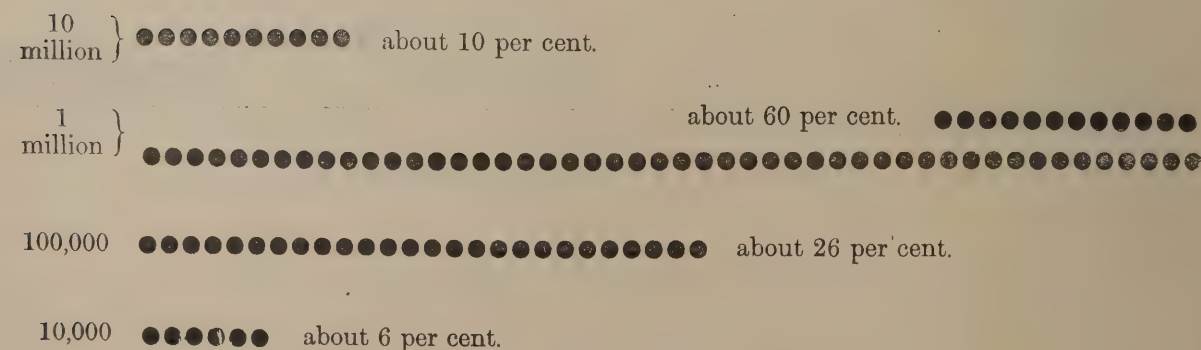 10
million } about 10 per cent.
1
million } about 60 per cent.
100,000 about 26 per cent.
10,000 about 6 per cent.